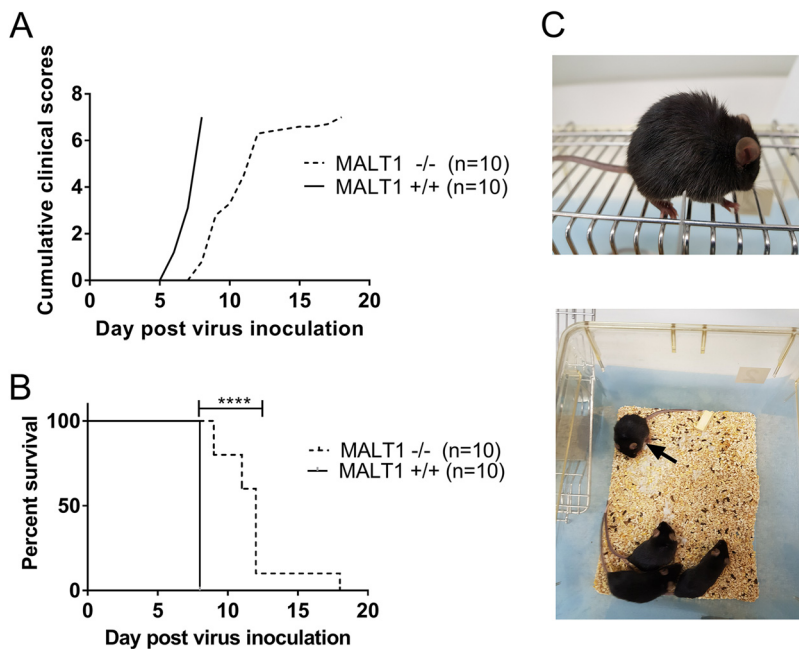 A
Cumulative clinical scores
8
6
4
2
0
0 5 10 15 20
Day post virus inoculation
MALT1 -/- (n=10)
MALT1 +/+ (n=10)
B
Percent survival
100
50
0
0 5 10 15 20
Day post virus inoculation
****
MALT1 -/- (n=10)
MALT1 +/+ (n=10)
C